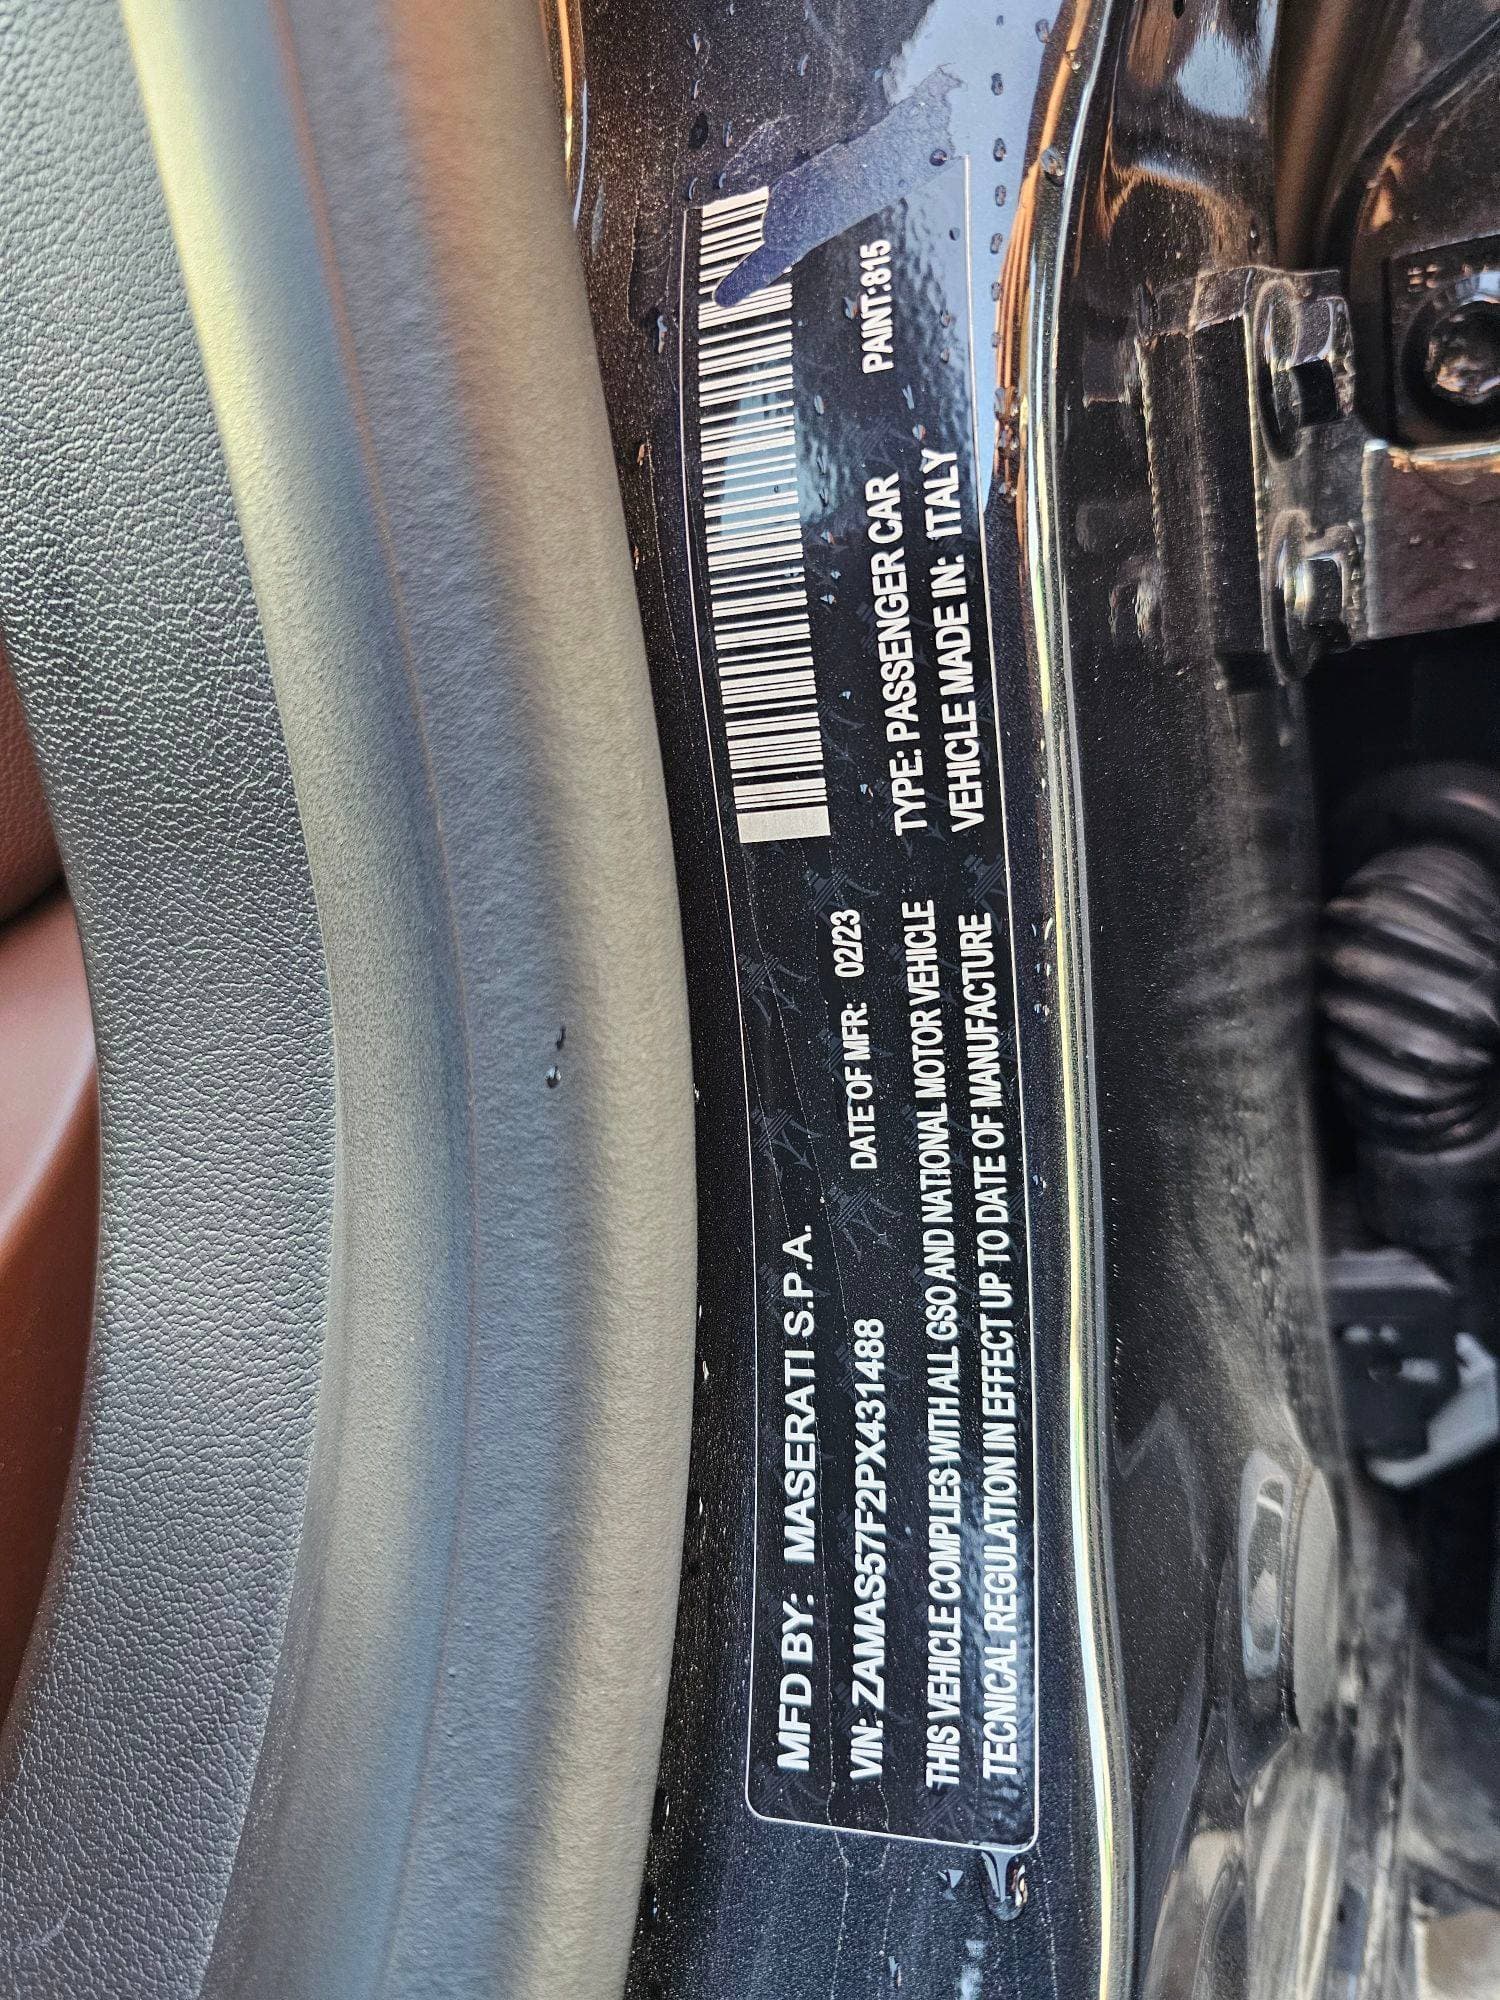 MFD BY: MASERATI S.P.A.
VIN: ZAMAS57F2PX431488 DATE OF MFR: 02/23
THIS VEHICLE COMPLIES WITH ALL GSO AND NATIONAL MOTOR VEHICLE TYPE: PASSENGER CAR PAINT:815
TECNICAL REGULATION IN EFFECT UP TO DATE OF MANUFACTURE VEHICLE MADE IN: ITALY